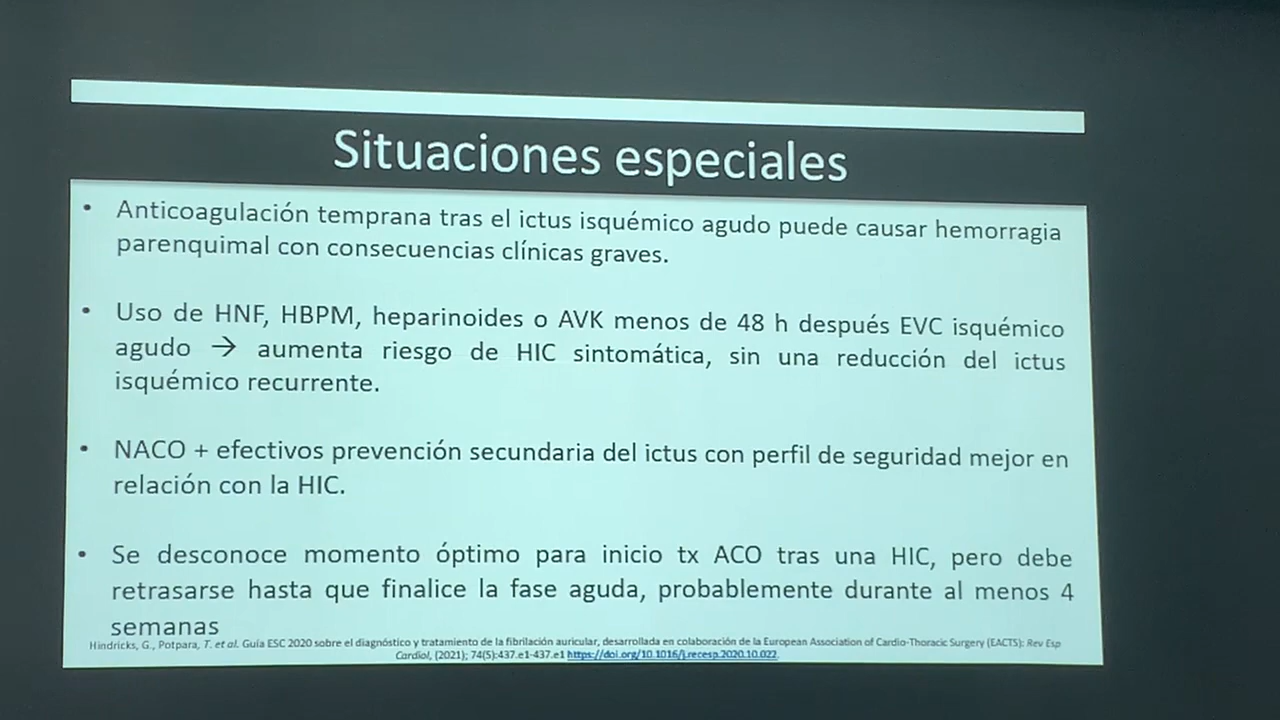 Situaciones especiales
• Anticoagulación temprana tras el ictus isquémico agudo puede causar hemorragia
parenquimal con consecuencias clínicas graves.
• Uso de HNF, HBPM, heparinoides o AVK menos de 48 h después EVC isquémico
agudo → aumenta riesgo de HIC sintomática, sin una reducción del ictus
isquémico recurrente.
• NACO + efectivos prevención secundaria del ictus con perfil de seguridad mejor en
relación con la HIC.
• Se desconoce momento óptimo para inicio tx ACO tras una HIC, pero debe
retrasarse hasta que finalice la fase aguda, probablemente durante al menos 4
semanas
Hindricks, G., Potpara, T. et al. Guía ESC 2020 sobre el diagnóstico y tratamiento de la fibrilación auricular, desarrollada en colaboración de la European Association of Cardio-Thoracic Surgery (EACTS): Rev Esp
Cardiol, (2021); 74(5):437.e1-437.e1 https://doi.org/10.1016/j.recesp.2020.10.022.